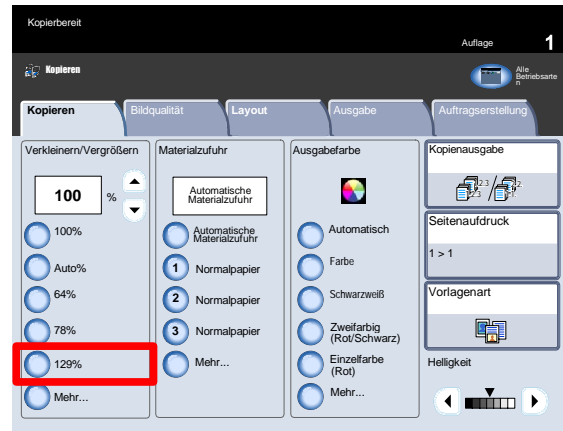 Kopierbereit
Auflage 1
Kopieren
Alle
Betriebsarte
n
Kopieren Bildqualität Layout Ausgabe Auftragserstellung
Verkleinern/Vergrößern
100 %
100%
Auto%
64%
78%
129%
Mehr...
Materialzufuhr
Automatische
Materialzufuhr
Automatische
Materialzufuhr
1 Normalpapier
2 Normalpapier
3 Normalpapier
Mehr...
Ausgabefarbe
Automatisch
Farbe
Schwarzweiß
Zweifarbig
(Rot/Schwarz)
Einzelfarbe
(Rot)
Mehr...
Kopienausgabe
Seitenaufdruck
1 > 1
Vorlagenart
Helligkeit